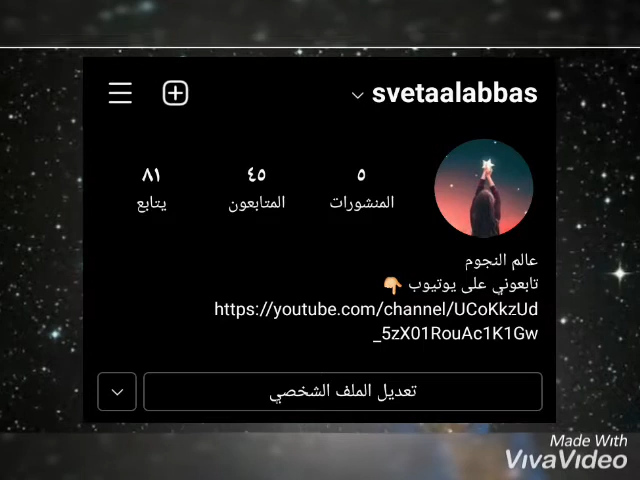 svetaalabbas
٥
٤٥
٨١
المنشورات
المتابعون
يتابع
عالم النجوم
تابعوني على يوتيوب 👇
https://youtube.com/channel/UCoKkzUd
_5zX01RouAc1K1Gw
تعديل الملف الشخصي
Made With
VivaVideo